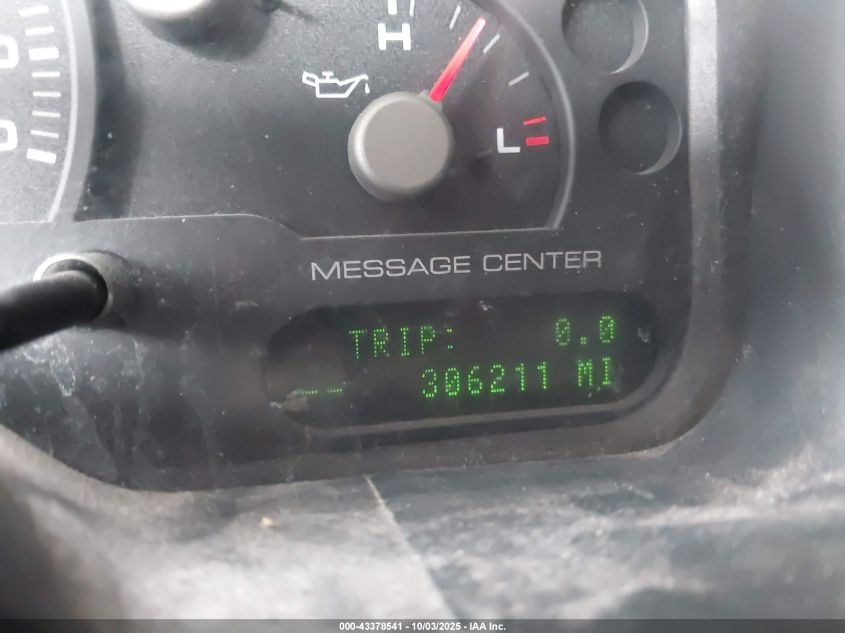 H
L
MESSAGE CENTER
TRIP: 0.0
-- 306211 MI
000-43378541 - 10/03/2025 - IAA Inc.